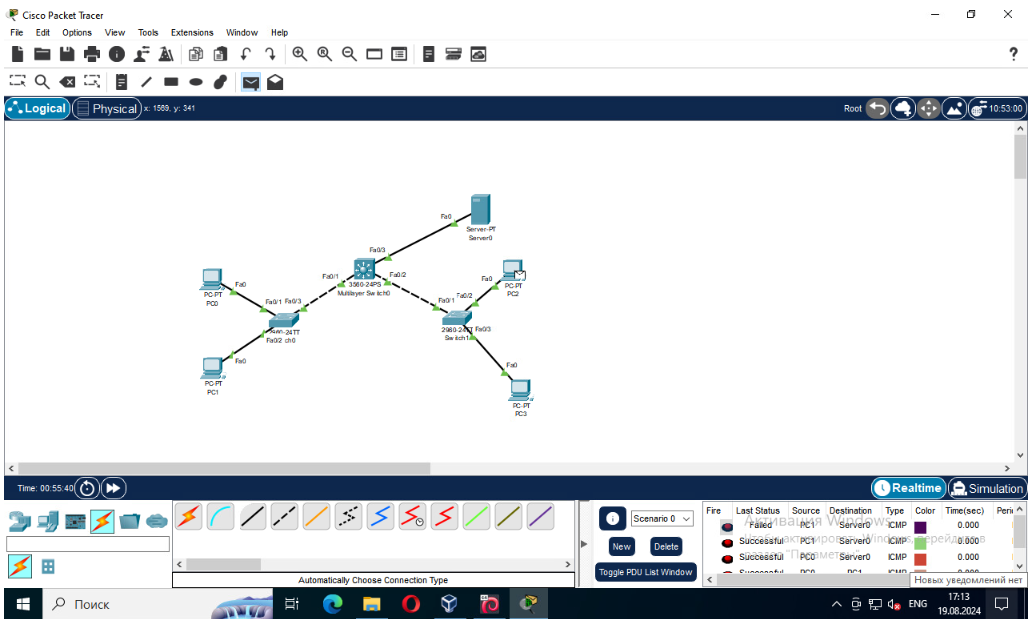 Cisco Packet Tracer
File Edit Options View Tools Extensions Window Help
?
Logical Physical x: 1569, y: 341 Root 10:53:00
Fa0
Server-PT
Server0
Fa0/3
Fa0/1
Fa0/2
3560-24PS
Multilayer Switch0
Fa0
PC-PT
PC2
PC-PT
PC0
Fa0
Fa0/1 Fa0/3
Fa0/1
Fa0/2
-24TT
Fa0/2 ch0
2960-24TT
Fa0/3
Switch1
Fa0
PC-PT
PC1
Fa0
PC-PT
PC3
Time: 00:55:40 Realtime Simulation
Scenario 0
New Delete
Toggle PDU List Window
Automatically Choose Connection Type
Fire Last Status Source Destination Type Color Time(sec)
Failed PC1 Server0 ICMP 0.000
Successful PC1 Server0 ICMP 0.000
Successful PC0 Server0 ICMP 0.000
Successful PC0 PC1 ICMP 0.000
Активация Windows
Чтобы активировать Windows, перейдите в
раздел "Параметры".
Новых уведомлений нет
Поиск
ENG
17:13
19.08.2024